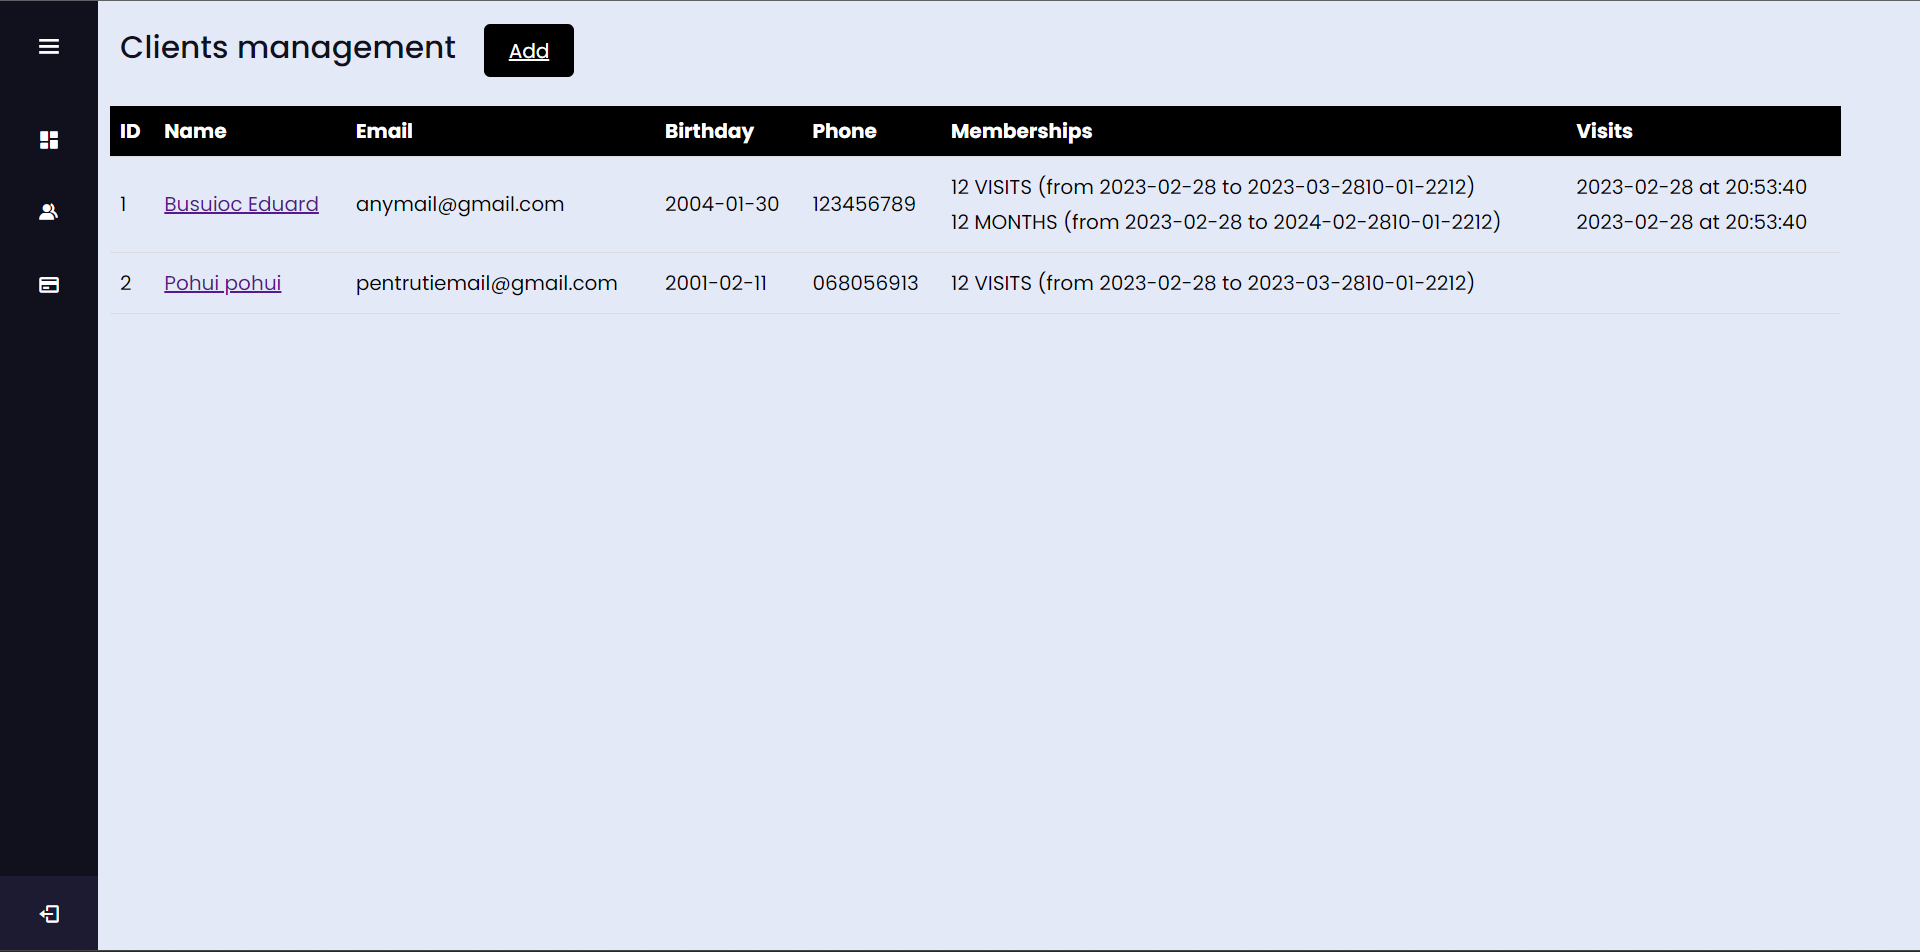 Clients management Add
ID Name Email Birthday Phone Memberships Visits
1 Busuioc Eduard anymail@gmail.com 2004-01-30 123456789 12 VISITS (from 2023-02-28 to 2023-03-2810-01-2212) 2023-02-28 at 20:53:40
12 MONTHS (from 2023-02-28 to 2024-02-2810-01-2212) 2023-02-28 at 20:53:40
2 Pohui pohui pentrutiemail@gmail.com 2001-02-11 068056913 12 VISITS (from 2023-02-28 to 2023-03-2810-01-2212)